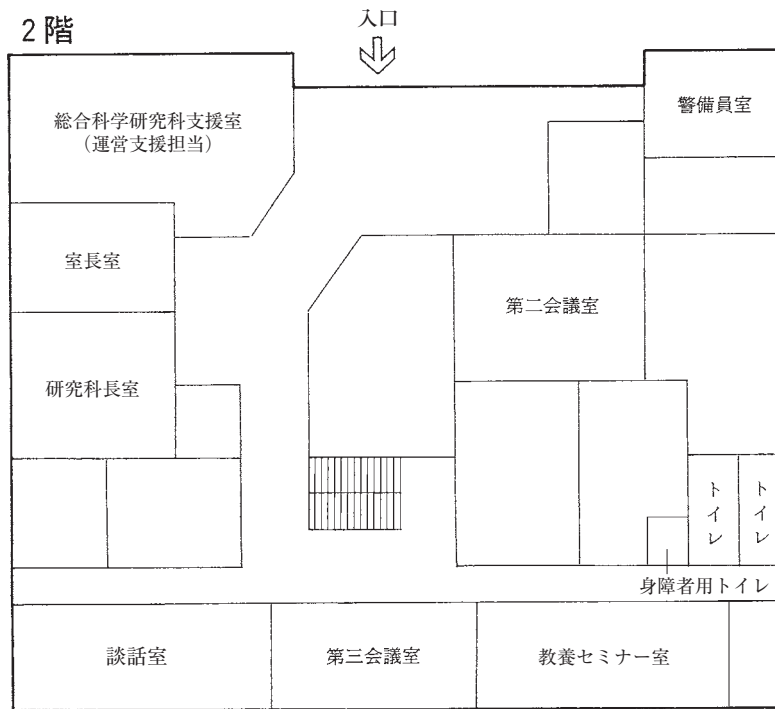 2階
入口
総合科学研究科支援室
（運営支援担当）
警備員室
室長室
第二会議室
研究科長室
トイレ
トイレ
身障者用トイレ
談話室
第三会議室
教養セミナー室